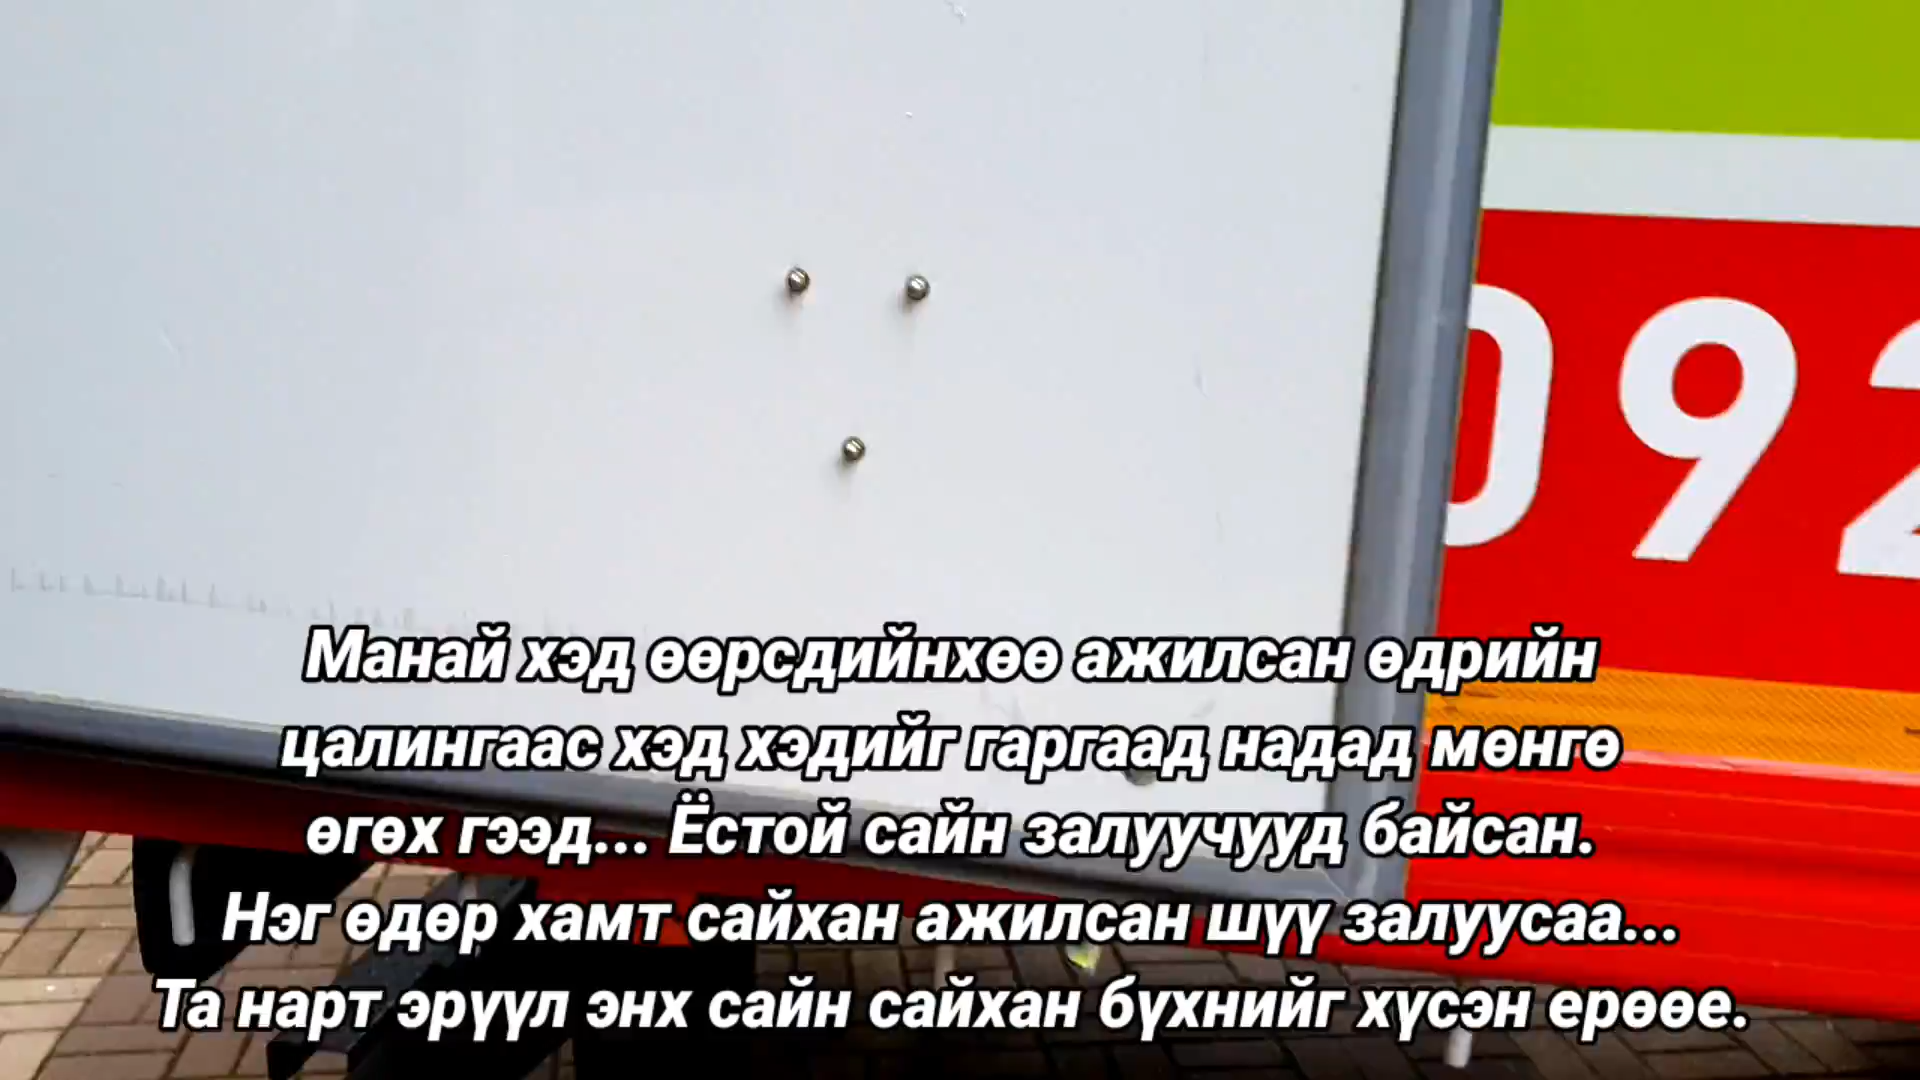 092
Манай хэд өөрсдийнхөө ажилсан өдрийн
цалингаас хэд хэдийг гаргаад надад мөнгө
өгөх гээд... Ёстой сайн залуучууд байсан.
Нэг өдөр хамт сайхан ажилсан шүү залуусаа...
Та нарт эрүүл энх сайн сайхан бүхнийг хүсэн ерөөе.